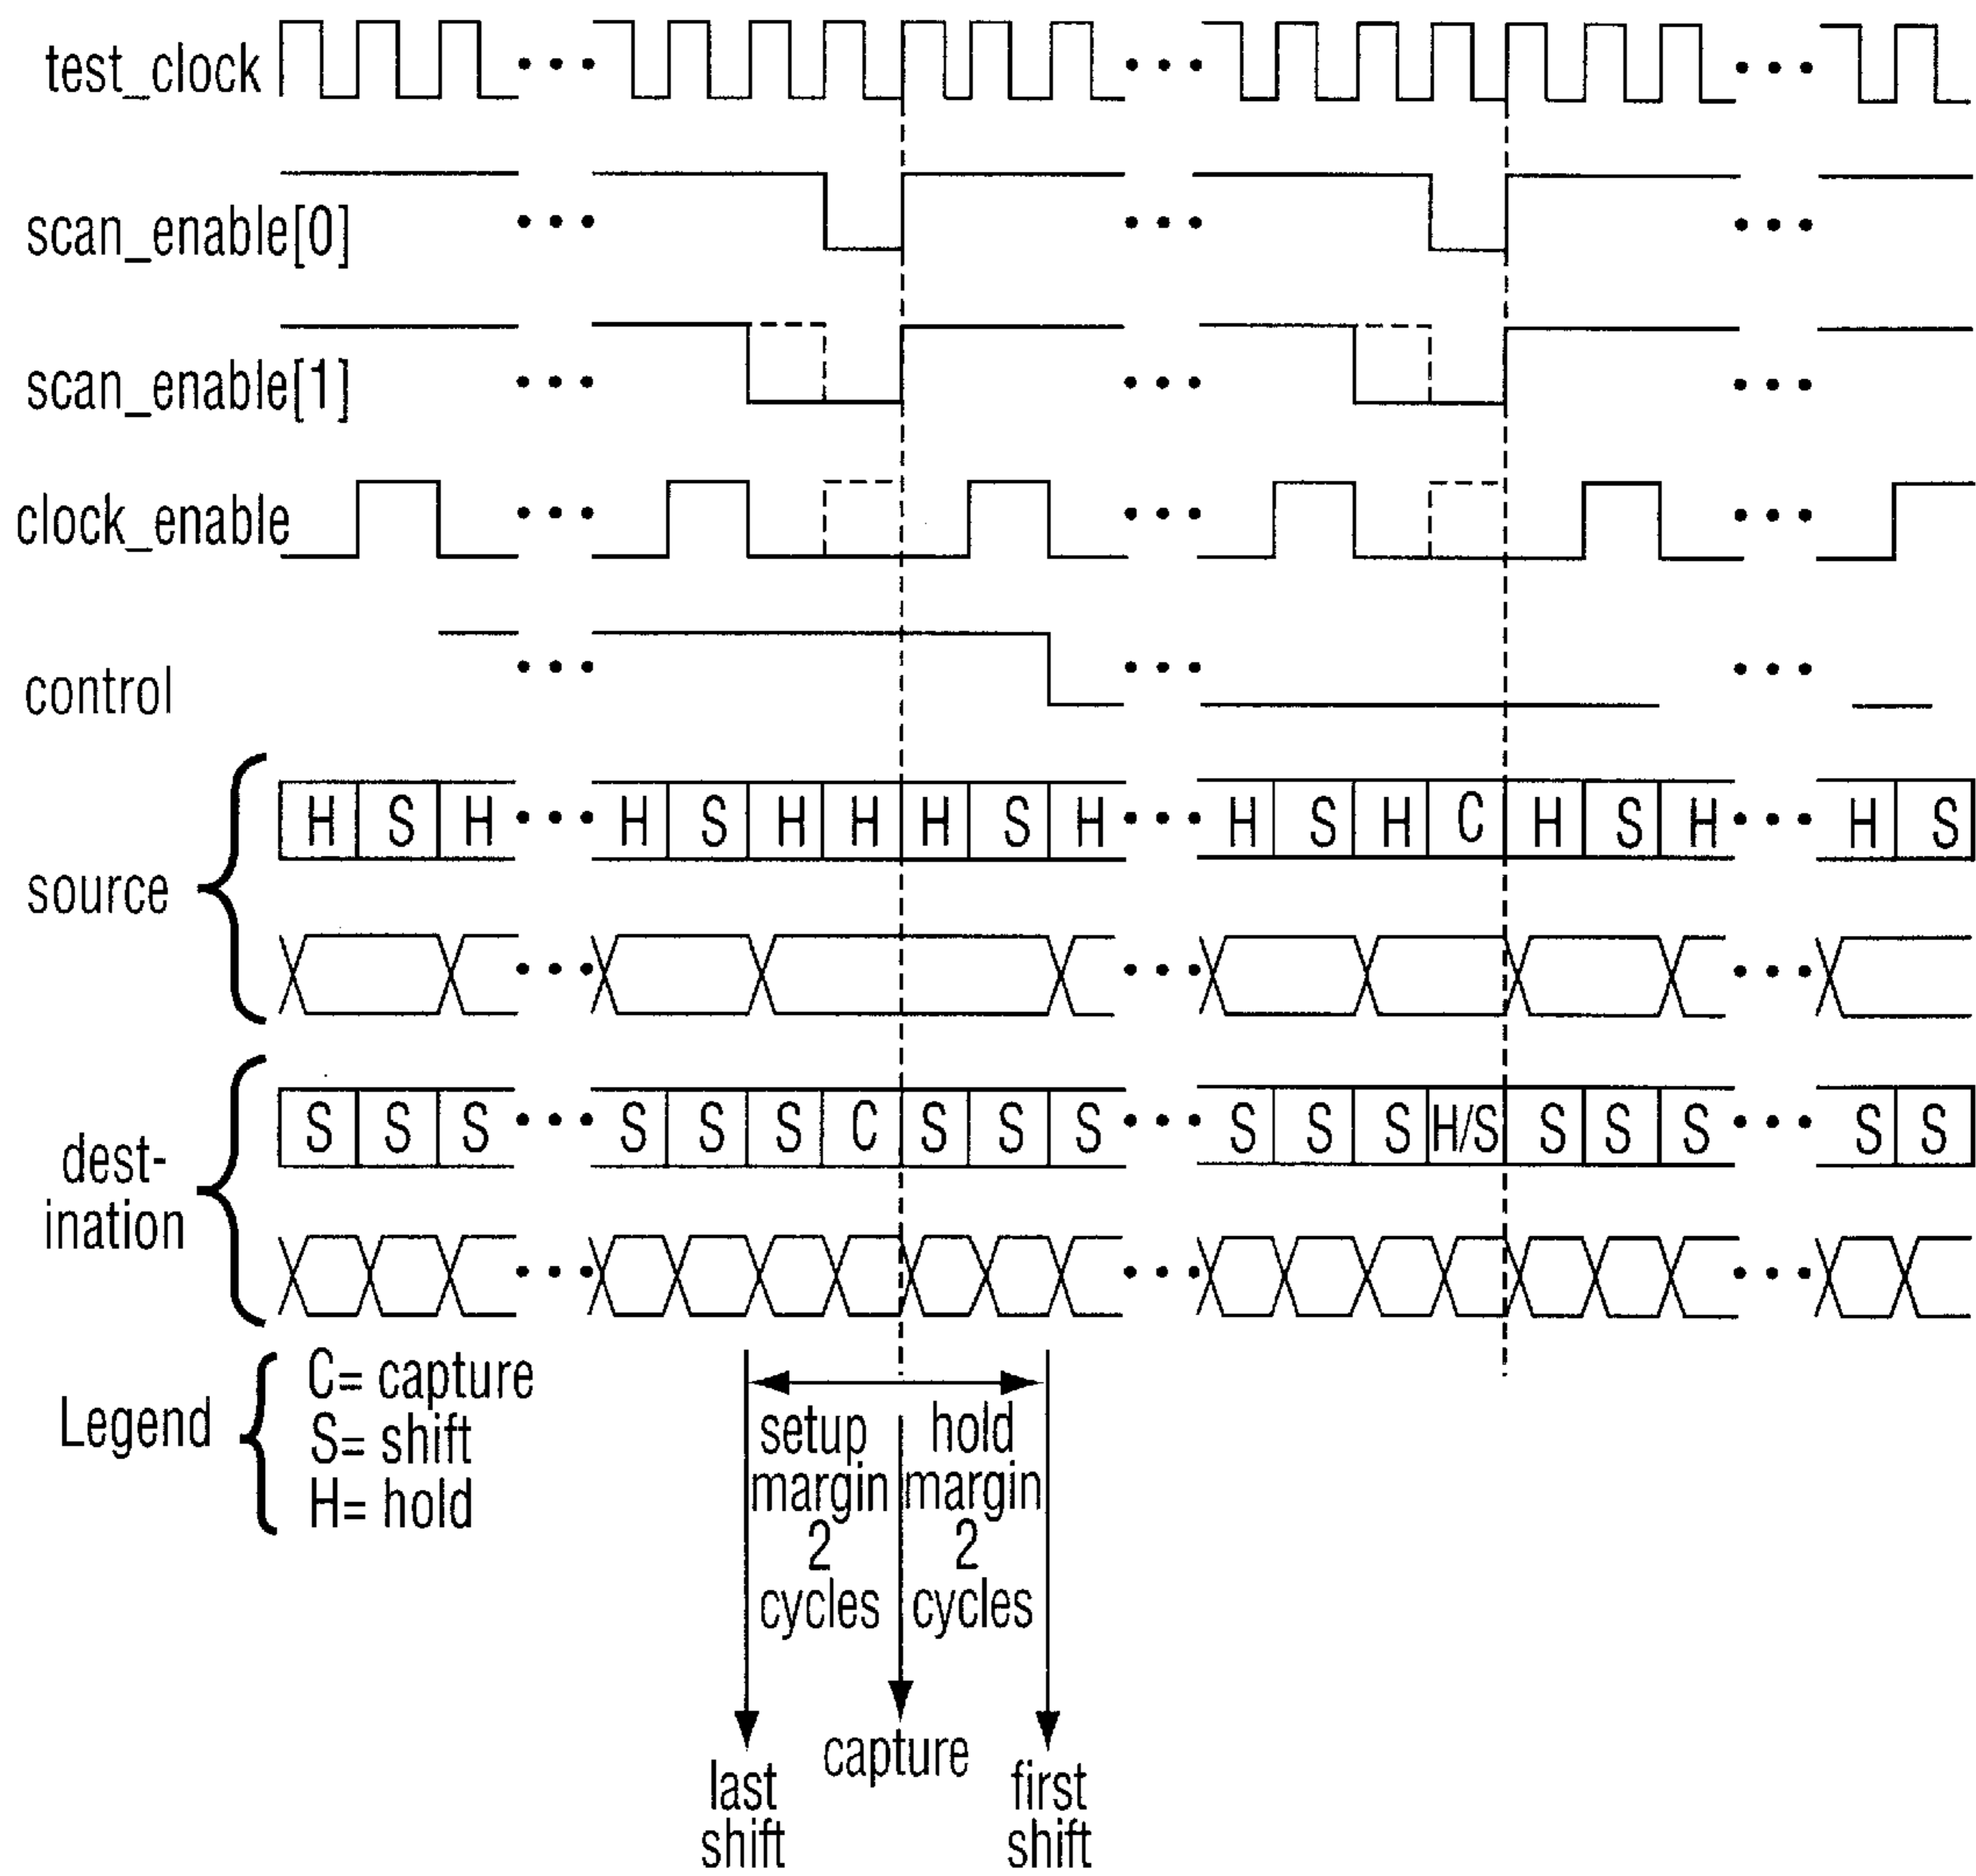 test_clock
scan_enable[0]
scan_enable[1]
clock_enable
control
source
H S H ••• H S H H H S H ••• H S H C H S H ••• H S
dest-
ination
S S S ••• S S S C S S S ••• S S S H/S S S S ••• S S
Legend
C= capture
S= shift
H= hold
setup
margin
2
cycles
hold
margin
2
cycles
last
shift
capture
first
shift